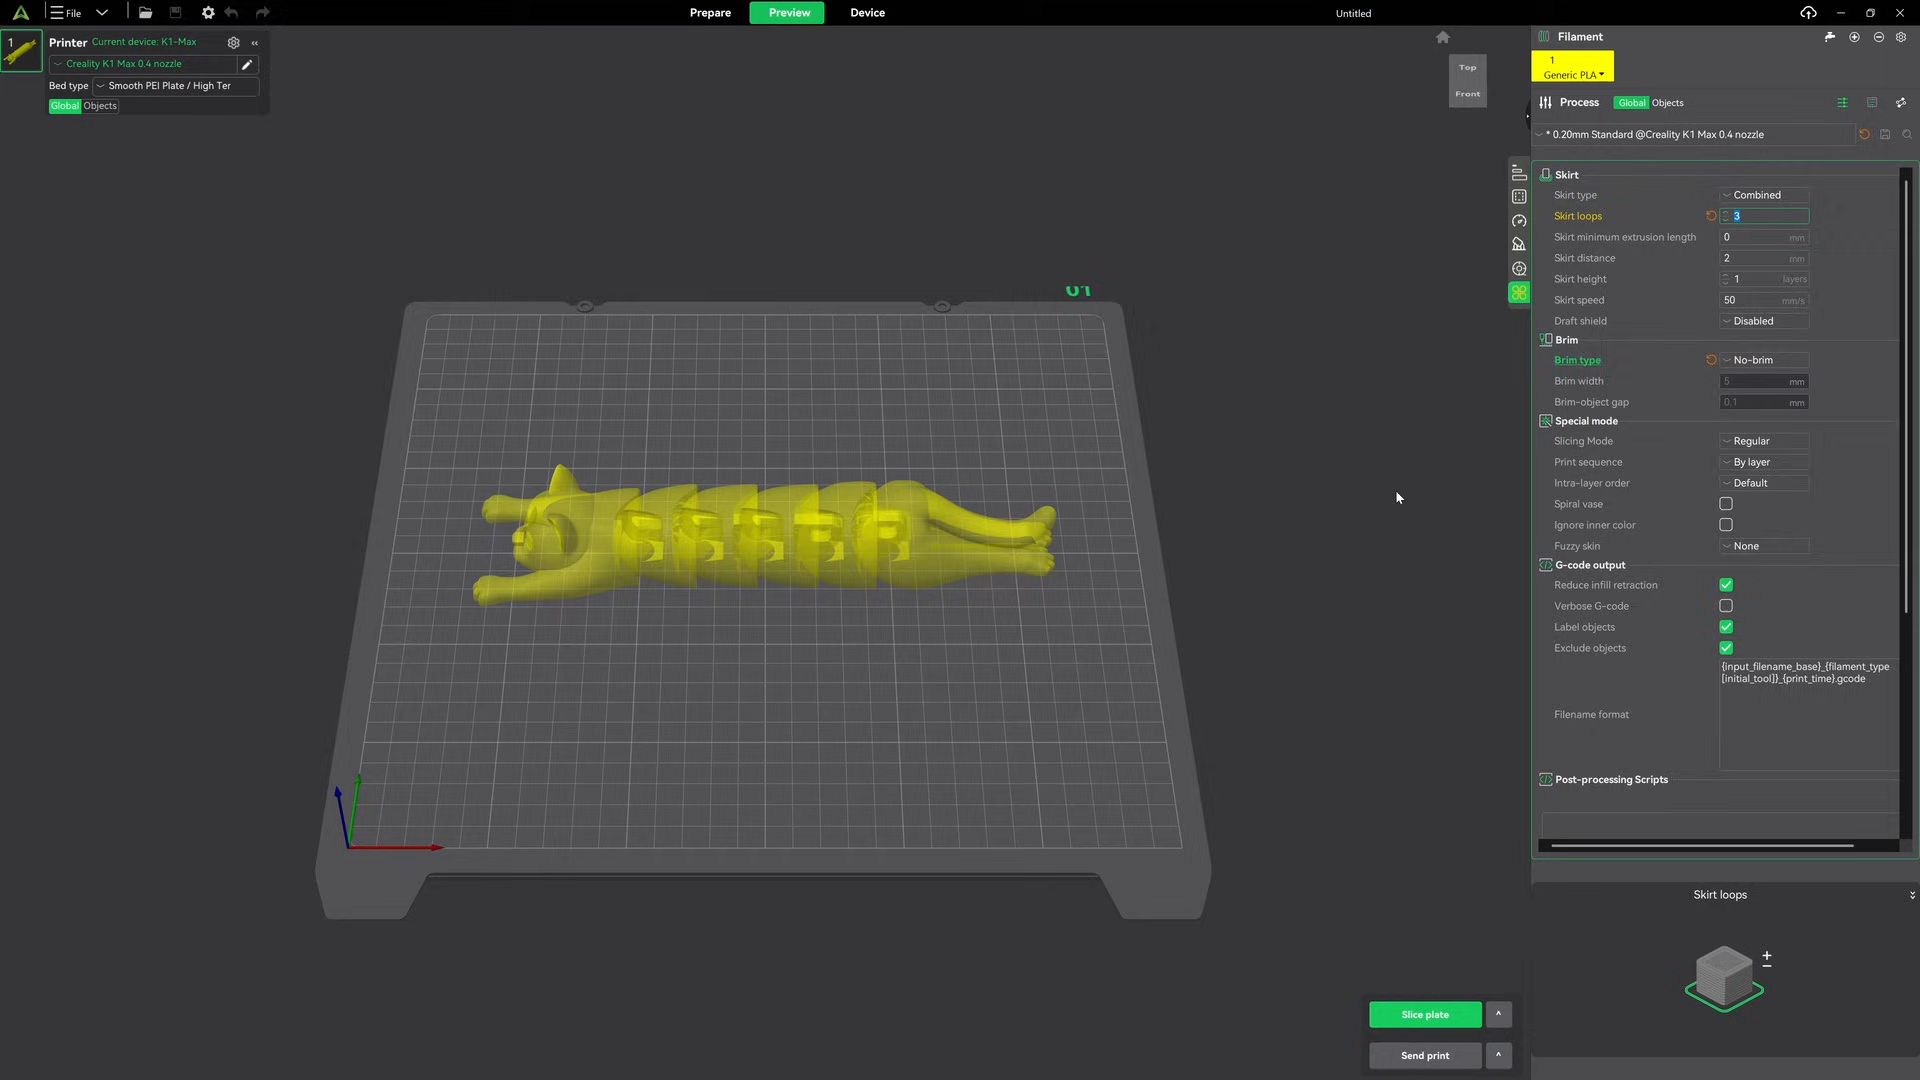 File
Prepare
Preview
Device
Untitled
1
Printer
Current device: K1-Max
Creality K1 Max 0.4 nozzle
Bed type
Smooth PEI Plate / High Ter
Global
Objects
Top
Front
01
Filament
1
Generic PLA
Process
Global
Objects
* 0.20mm Standard @Creality K1 Max 0.4 nozzle
Skirt
Skirt type
Combined
Skirt loops
3
Skirt minimum extrusion length
0 mm
Skirt distance
2 mm
Skirt height
1 layers
Skirt speed
50 mm/s
Draft shield
Disabled
Brim
Brim type
No-brim
Brim width
5 mm
Brim-object gap
0.1 mm
Special mode
Slicing Mode
Regular
Print sequence
By layer
Intra-layer order
Default
Spiral vase
Ignore inner color
Fuzzy skin
None
G-code output
Reduce infill retraction
Verbose G-code
Label objects
Exclude objects
{input_filename_base}_{filament_type
[initial_tool]}_{print_time}.gcode
Filename format
Post-processing Scripts
Skirt loops
Slice plate
Send print